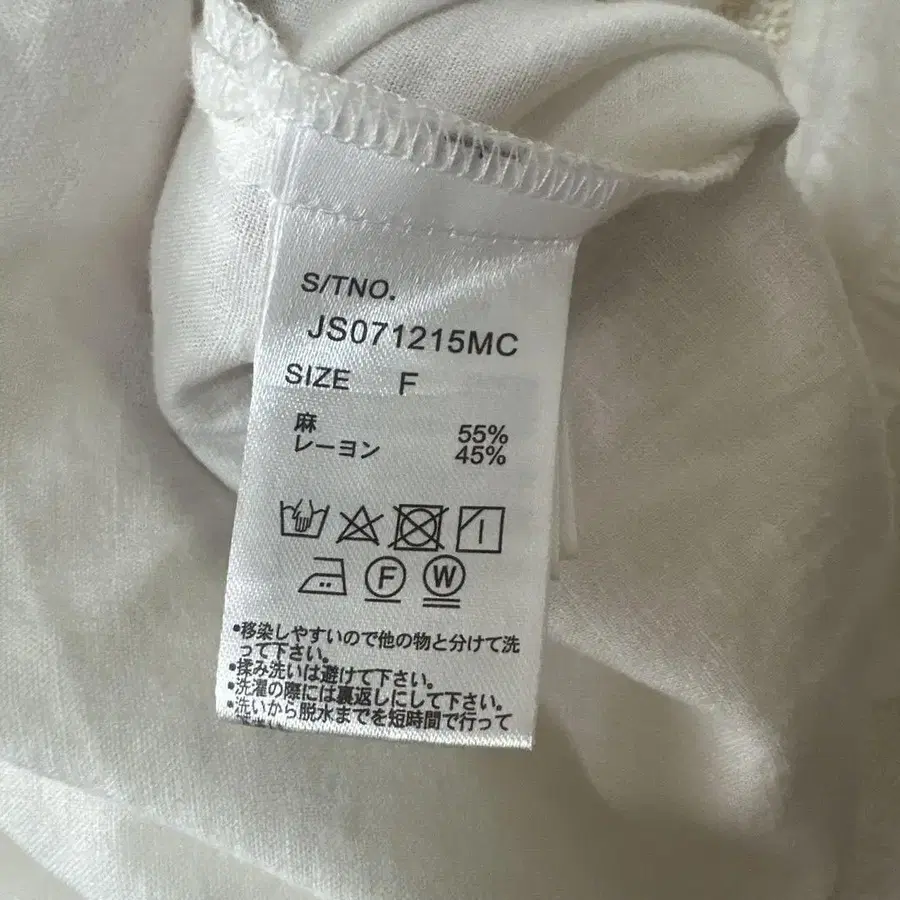 S/TNO.
JS071215MC
SIZE F
麻 55%
レーヨン 45%
F W
•移染しやすいので他の物と分けて洗
って下さい。
•揉み洗いは避けて下さい。
•洗濯の際には裏返しにして下さい。
•洗いから脱水までを短時間で行って